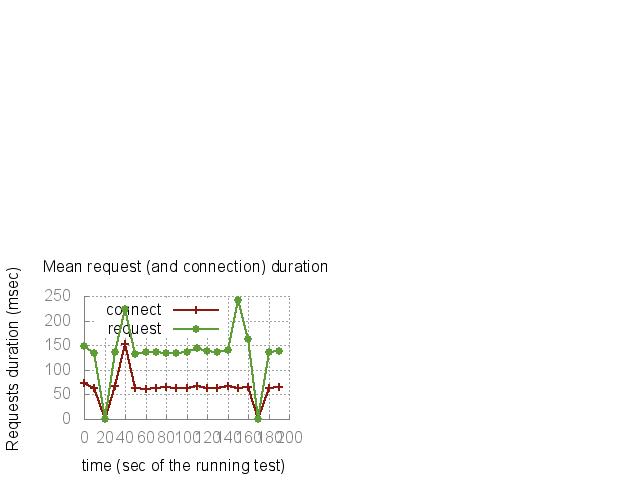 Mean request (and connection) duration
Requests duration (msec)
250
200
150
100
50
0
connect
request
0 20 40 60 80 100 120 140 160 180 200
time (sec of the running test)